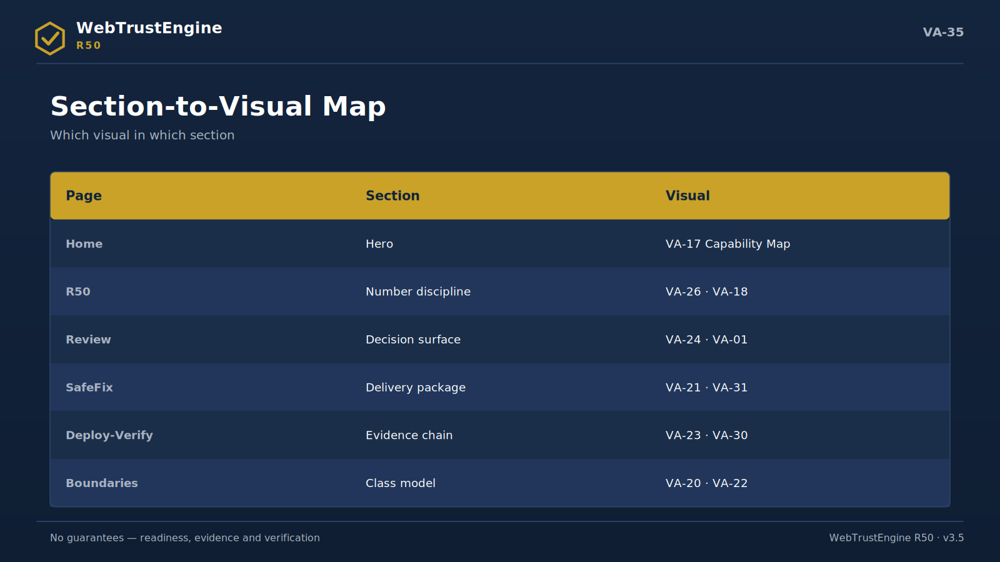 WebTrustEngine
R50
VA-35
Section-to-Visual Map
Which visual in which section
Page Section Visual
Home Hero VA-17 Capability Map
R50 Number discipline VA-26 · VA-18
Review Decision surface VA-24 · VA-01
SafeFix Delivery package VA-21 · VA-31
Deploy-Verify Evidence chain VA-23 · VA-30
Boundaries Class model VA-20 · VA-22
No guarantees — readiness, evidence and verification
WebTrustEngine R50 · v3.5